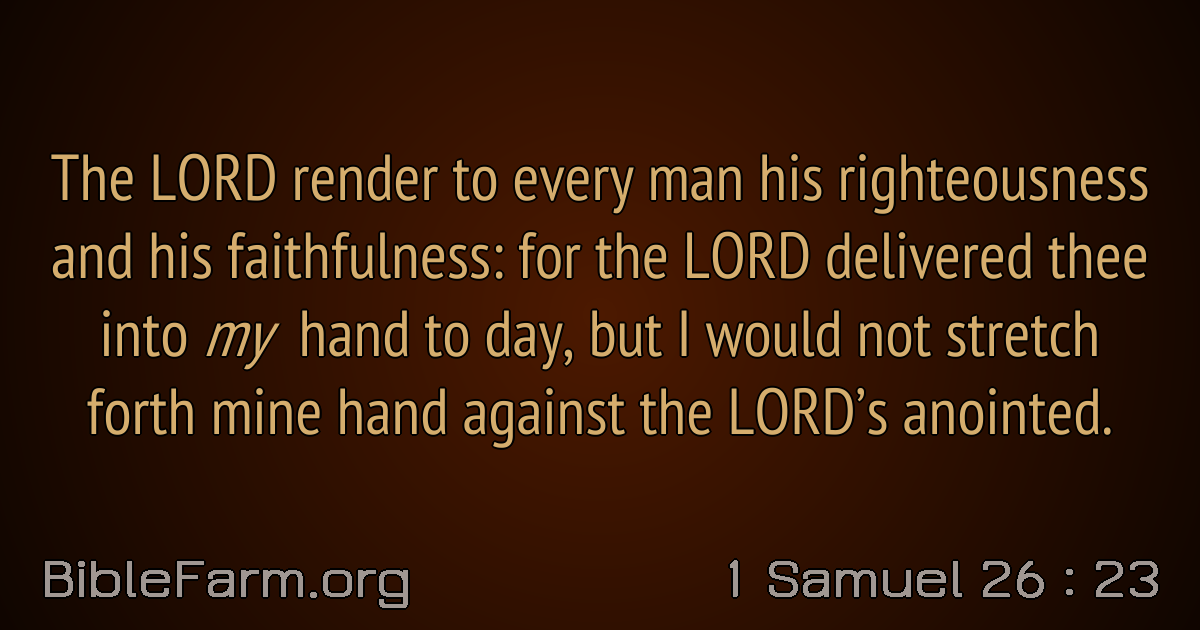 The LORD render to every man his righteousness
and his faithfulness: for the LORD delivered thee
into my hand to day, but I would not stretch
forth mine hand against the LORD’s anointed.
BibleFarm.org
1 Samuel 26 : 23